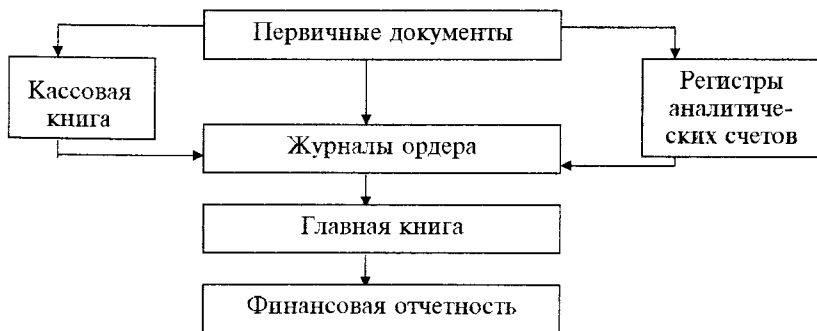 Первичные документы
Кассовая
книга
Регистры
аналитиче-
ских счетов
Журналы ордера
Главная книга
Финансовая отчетность